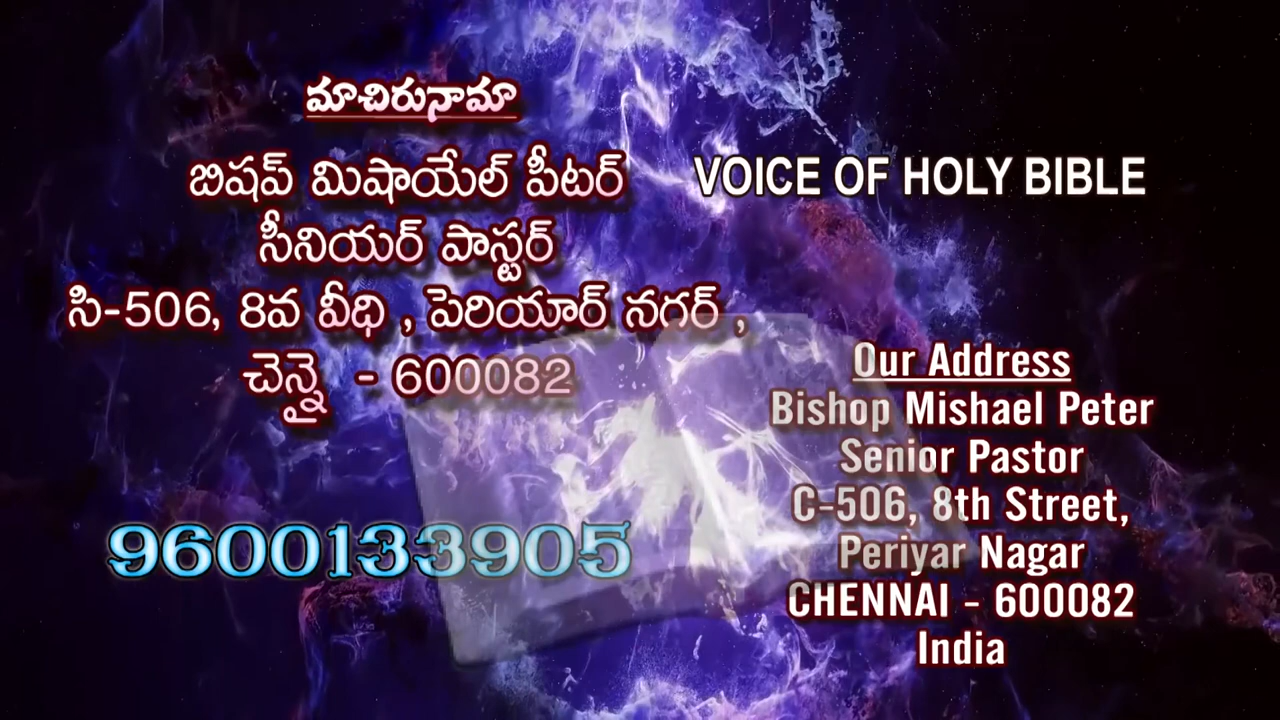 మాచిరునామా
బిషప్ మిషాయేల్ పీటర్
సీనియర్ పాస్టర్
సి-506, 8వ వీధి , పెరియార్ నగర్ ,
చెన్నై - 600082
9600133905
VOICE OF HOLY BIBLE
Our Address
Bishop Mishael Peter
Senior Pastor
C-506, 8th Street,
Periyar Nagar
CHENNAI - 600082
India